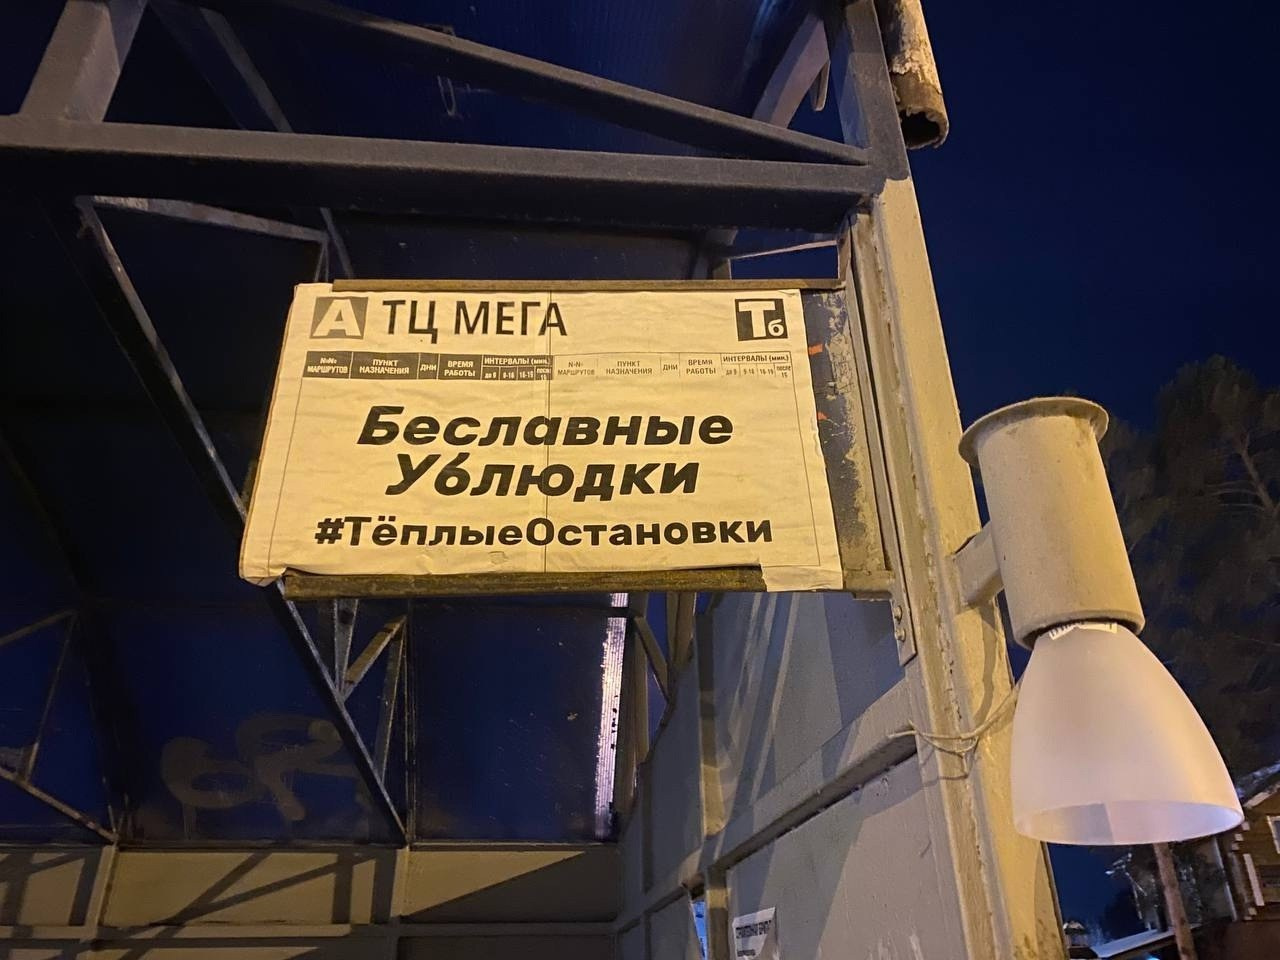 А ТЦ МЕГА Тб
№№ МАРШРУТОВ ПУНКТ НАЗНАЧЕНИЯ ДНИ ВРЕМЯ РАБОТЫ ИНТЕРВАЛЫ (мин.) до 9 9-16 16-19 после 19 №№ МАРШРУТОВ ПУНКТ НАЗНАЧЕНИЯ ДНИ ВРЕМЯ РАБОТЫ ИНТЕРВАЛЫ (мин.) до 9 9-16 16-19 после 19
Беславные
Ублюдки
#ТёплыеОстановки